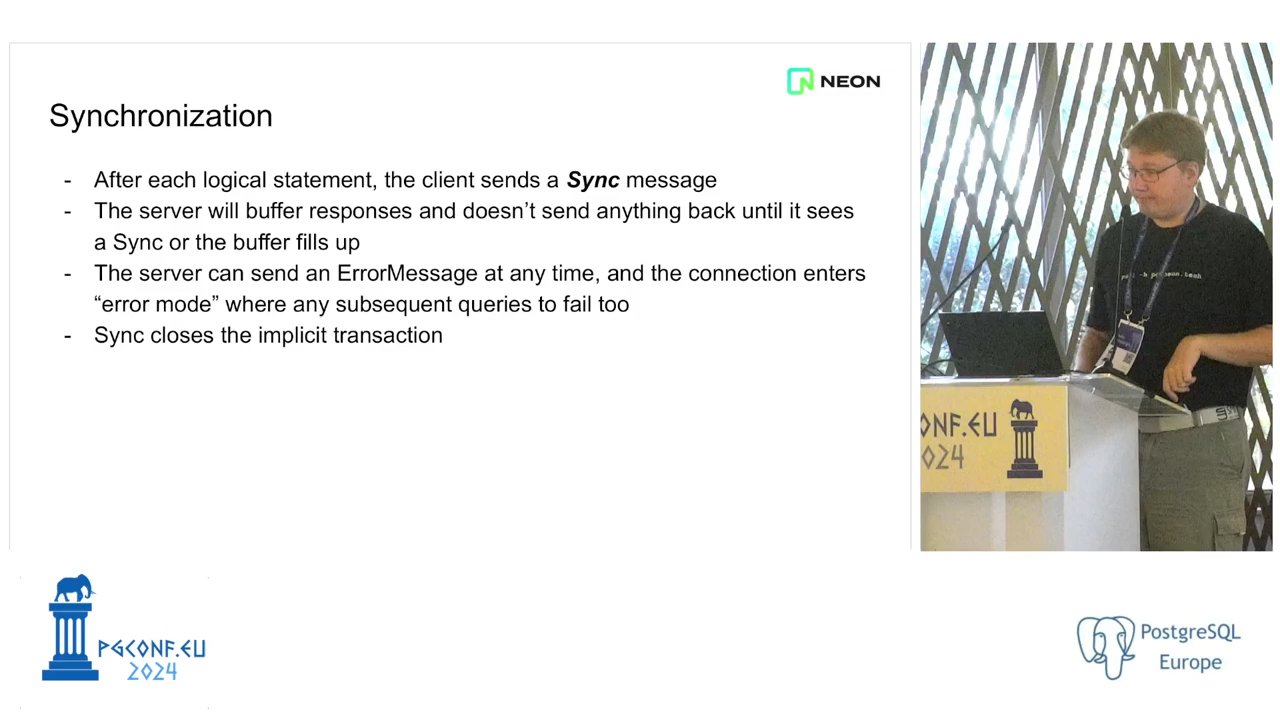 NEON
Synchronization
- After each logical statement, the client sends a Sync message
- The server will buffer responses and doesn't send anything back until it sees
a Sync or the buffer fills up
- The server can send an ErrorMessage at any time, and the connection enters
“error mode” where any subsequent queries to fail too
- Sync closes the implicit transaction
ONF.EU
2024
PGCONF.EU
2024
PostgreSQL
Europe